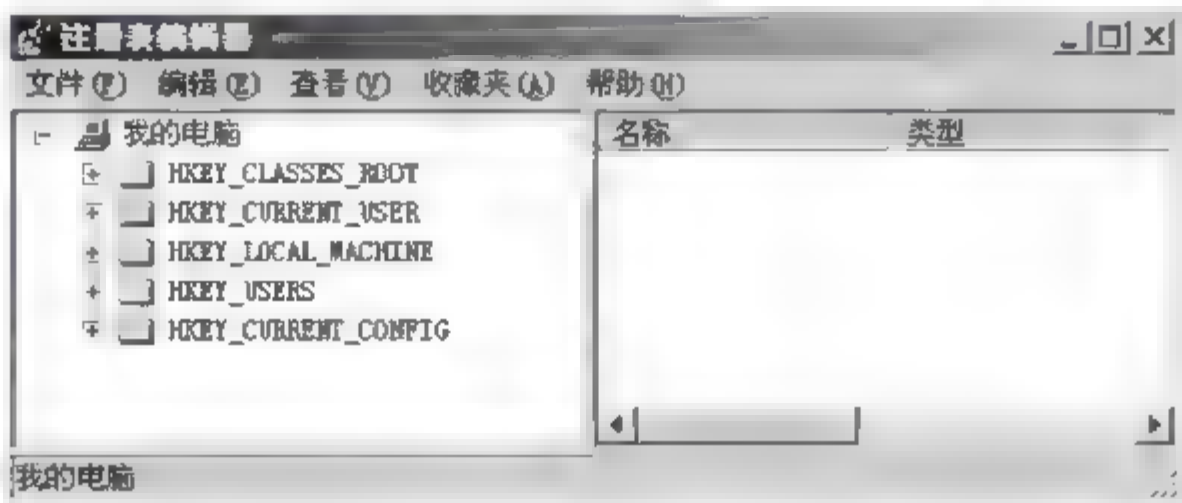 注册表编辑器
文件(F) 编辑(E) 查看(V) 收藏夹(A) 帮助(H)
名称 类型
我的电脑
HKEY_CLASSES_ROOT
HKEY_CURRENT_USER
HKEY_LOCAL_MACHINE
HKEY_USERS
HKEY_CURRENT_CONFIG
我的电脑